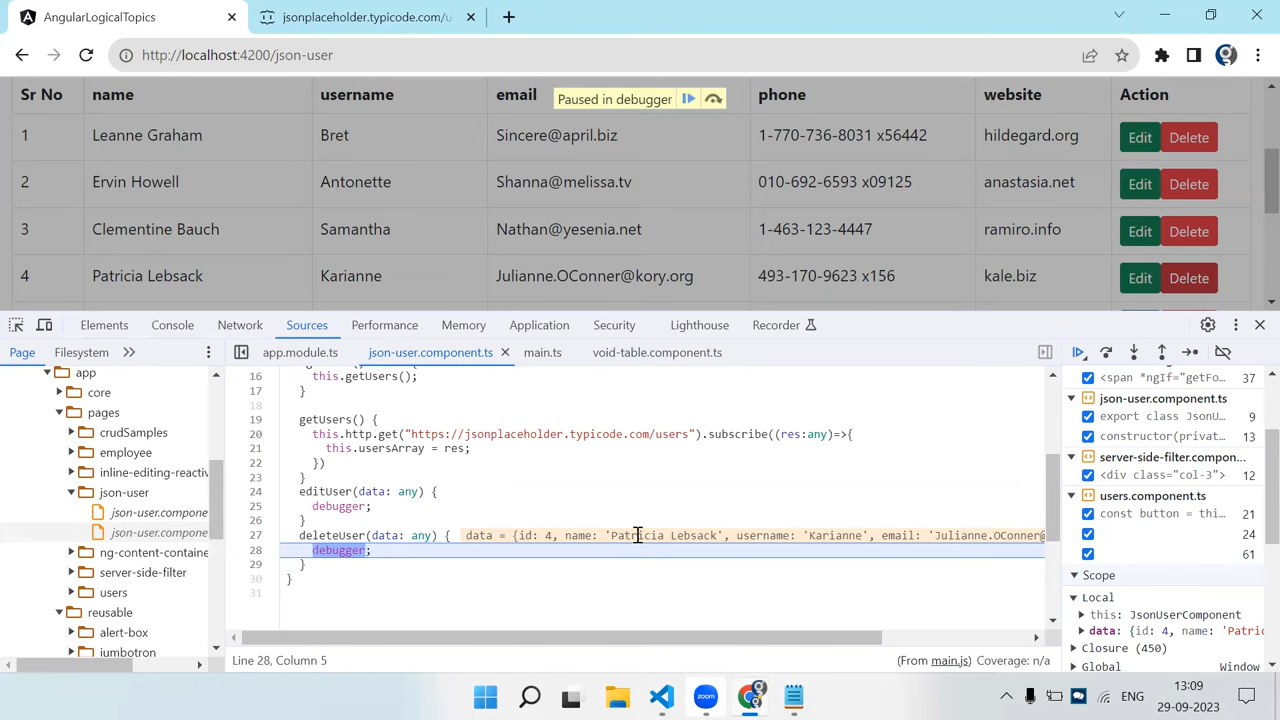 AngularLogicalTopics
jsonplaceholder.typicode.com/u
http://localhost:4200/json-user
Sr No name username email phone website Action
Paused in debugger
1 Leanne Graham Bret Sincere@april.biz 1-770-736-8031 x56442 hildegard.org Edit Delete
2 Ervin Howell Antonette Shanna@melissa.tv 010-692-6593 x09125 anastasia.net Edit Delete
3 Clementine Bauch Samantha Nathan@yesenia.net 1-463-123-4447 ramiro.info Edit Delete
4 Patricia Lebsack Karianne Julianne.OConner@kory.org 493-170-9623 x156 kale.biz Edit Delete
Elements Console Network Sources Performance Memory Application Security Lighthouse Recorder
Page Filesystem
app.module.ts json-user.component.ts main.ts void-table.component.ts
app
core
pages
crudSamples
employee
inline-editing-reactiv
json-user
json-user.compone
json-user.compone
ng-content-containe
server-side-filter
users
reusable
alert-box
jumbotron
16 this.getUsers();
17 }
18
19 getUsers() {
20 this.http.get("https://jsonplaceholder.typicode.com/users").subscribe((res:any)=>{
21 this.usersArray = res;
22 })
23 }
24 editUser(data: any) {
25 debugger;
26 }
27 deleteUser(data: any) { data = {id: 4, name: 'Patricia Lebsack', username: 'Karianne', email: 'Julianne.OConner@
28 debugger;
29 }
30 }
31
Line 28, Column 5
(From main.js) Coverage: n/a
<span *ngIf="getFo… 37
json-user.component.ts
export class JsonU… 9
constructor(privat… 13
server-side-filter.compon…
<div class="col-3"> 12
users.component.ts
const button = thi… 21
24
61
Scope
Local
this: JsonUserComponent
data: {id: 4, name: 'Patric
Closure (450)
Global Window
zoom
ENG
13:09
29-09-2023